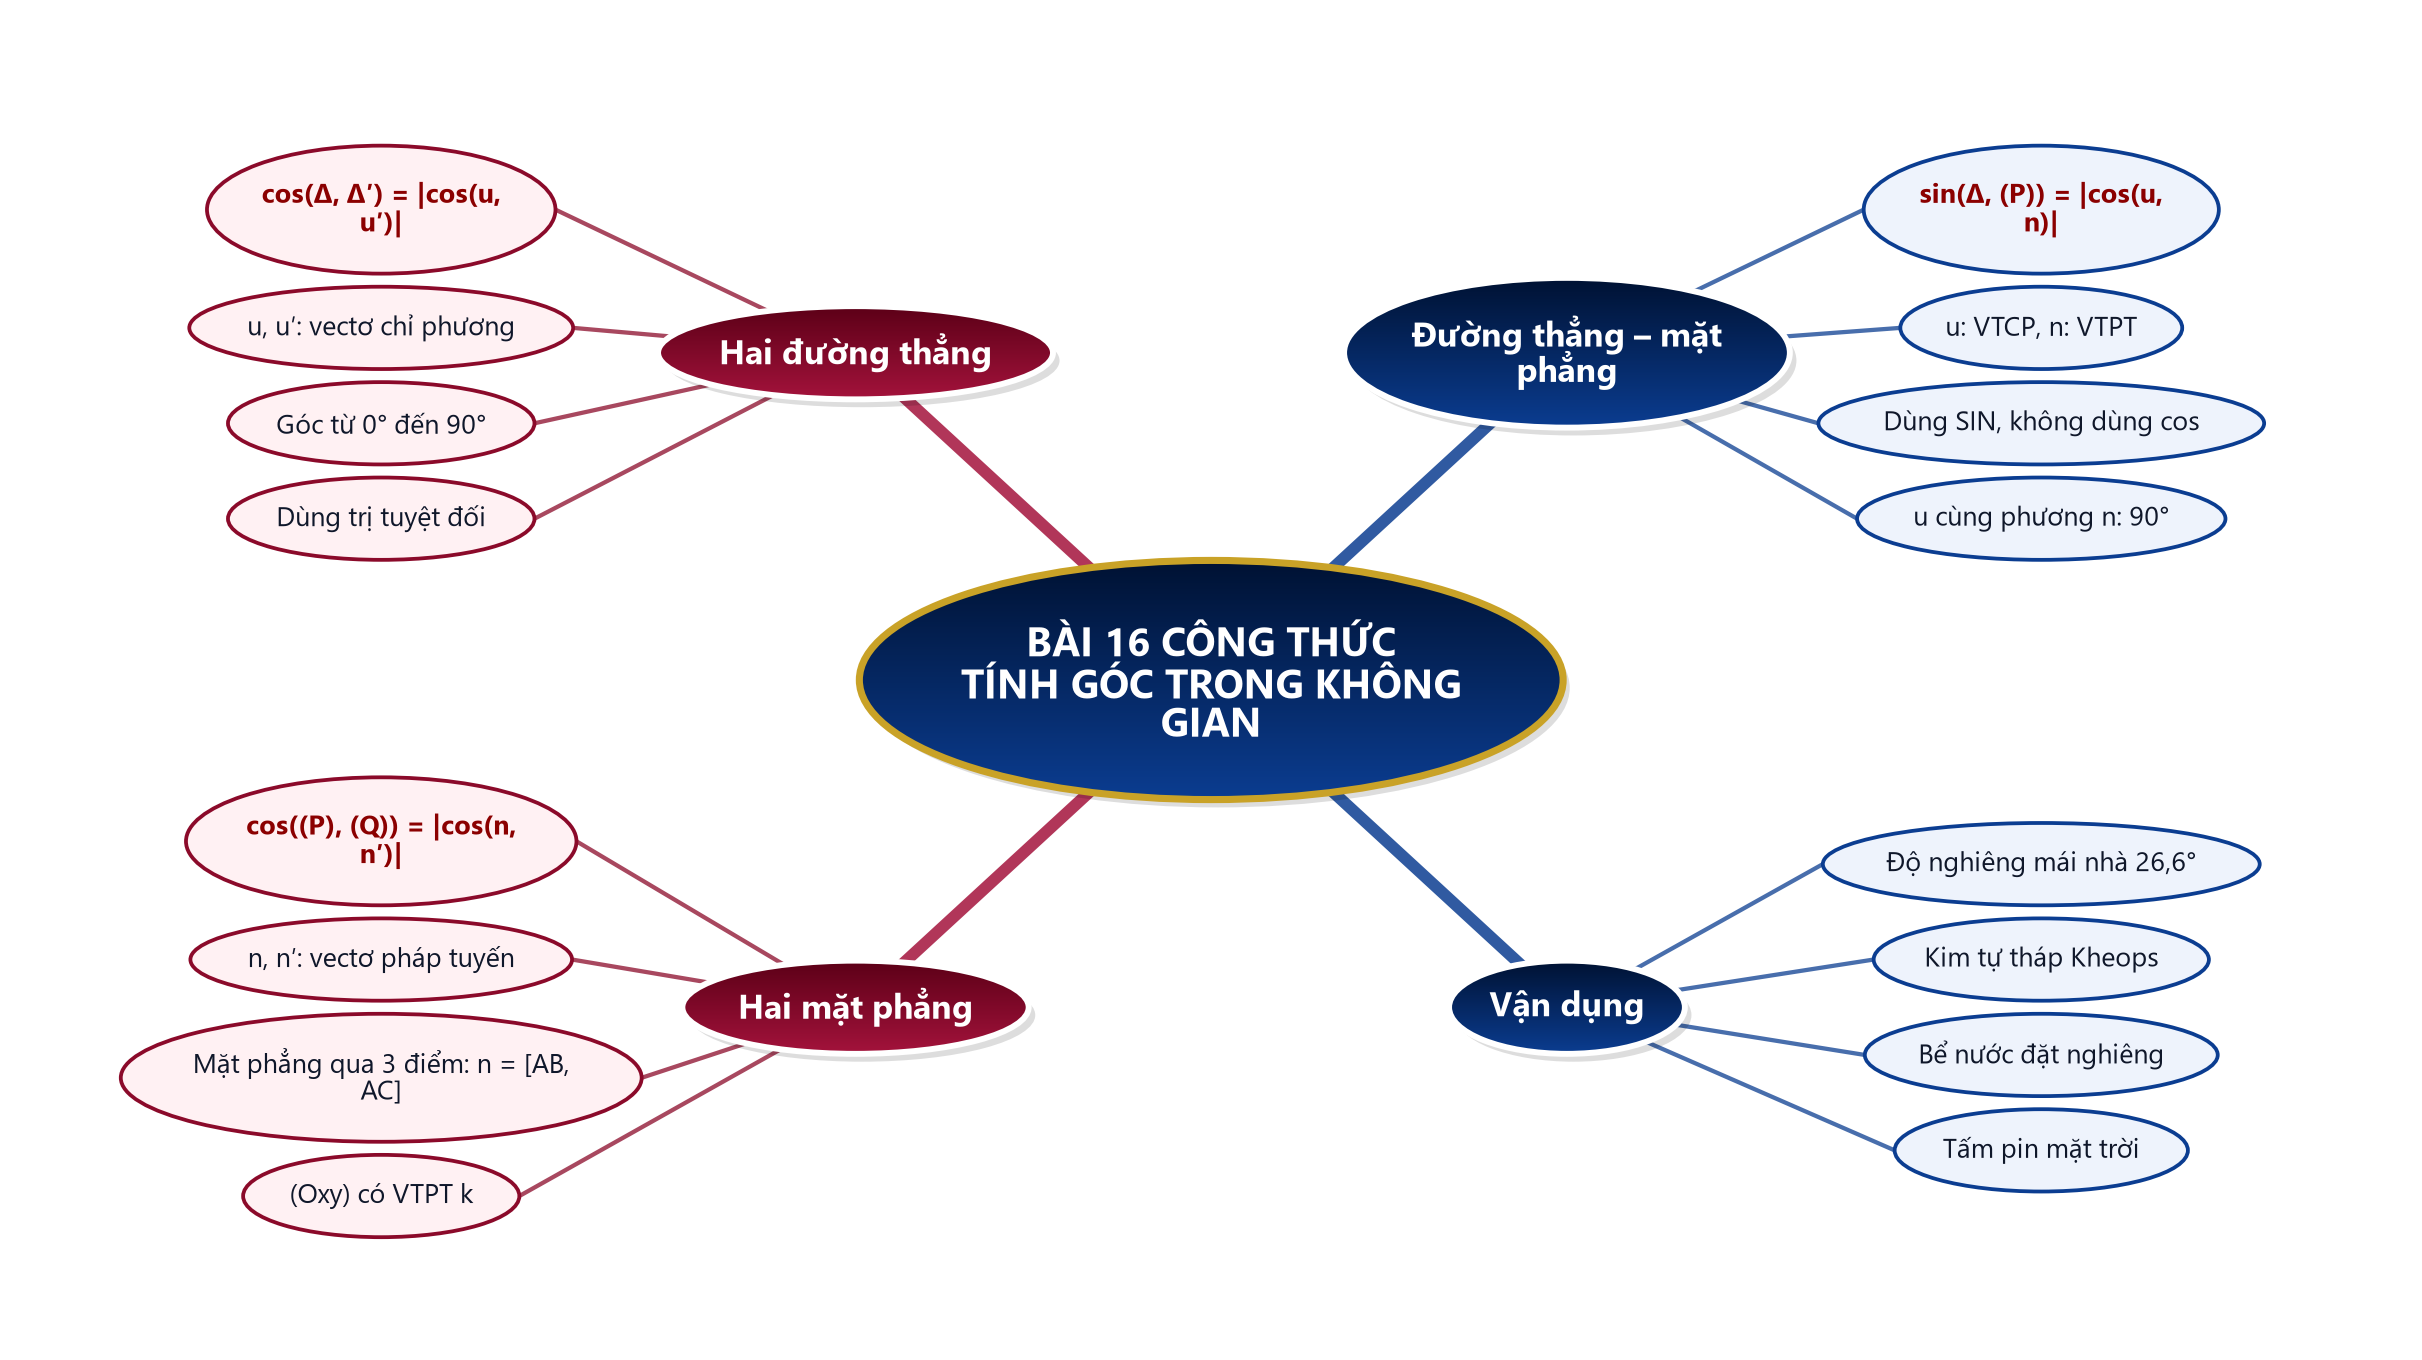 cos(Δ, Δ′) = |cos(u,
u′)|
u, u′: vectơ chỉ phương
Góc từ 0° đến 90°
Dùng trị tuyệt đối
Hai đường thẳng
sin(Δ, (P)) = |cos(u,
n)|
u: VTCP, n: VTPT
Dùng SIN, không dùng cos
u cùng phương n: 90°
Đường thẳng – mặt
phẳng
BÀI 16 CÔNG THỨC
TÍNH GÓC TRONG KHÔNG
GIAN
cos((P), (Q)) = |cos(n,
n′)|
n, n′: vectơ pháp tuyến
Mặt phẳng qua 3 điểm: n = [AB,
AC]
(Oxy) có VTPT k
Hai mặt phẳng
Vận dụng
Độ nghiêng mái nhà 26,6°
Kim tự tháp Kheops
Bể nước đặt nghiêng
Tấm pin mặt trời